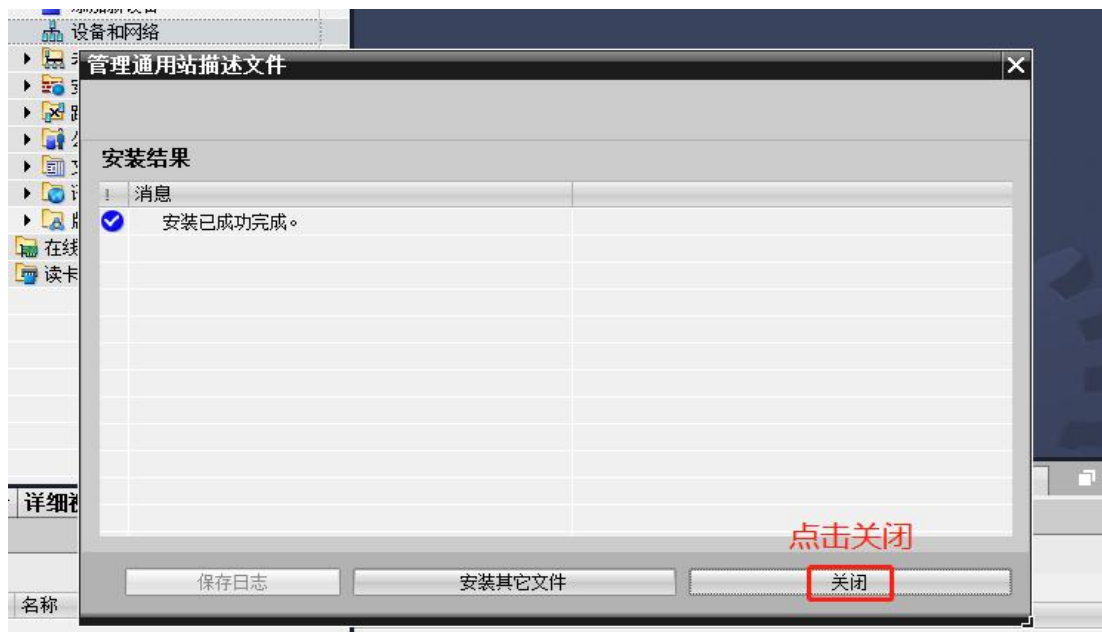 设备和网络
管理通用站描述文件
安装结果
! 消息
安装已成功完成。
在线
读卡
详细视
点击关闭
保存日志
安装其它文件
关闭
名称